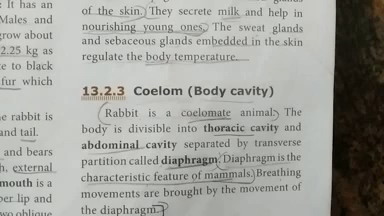 : It has
Males and
row about
2.25 kg as
e to black
fur which
e rabbit is
and tail.
and bears
h, external
mouth is a
per lip and
wo oblique
of the skin. They secrete milk and help in
nourishing young ones. The sweat glands
and sebaceous glands embedded in the skin
regulate the body temperature.
13.2.3 Coelom (Body cavity)
Rabbit is a coelomate animal. The
body is divisible into thoracic cavity and
abdominal cavity separated by transverse
partition called diaphragm. Diaphragm is the
characteristic feature of mammals. Breathing
movements are brought by the movement of
the diaphragm.